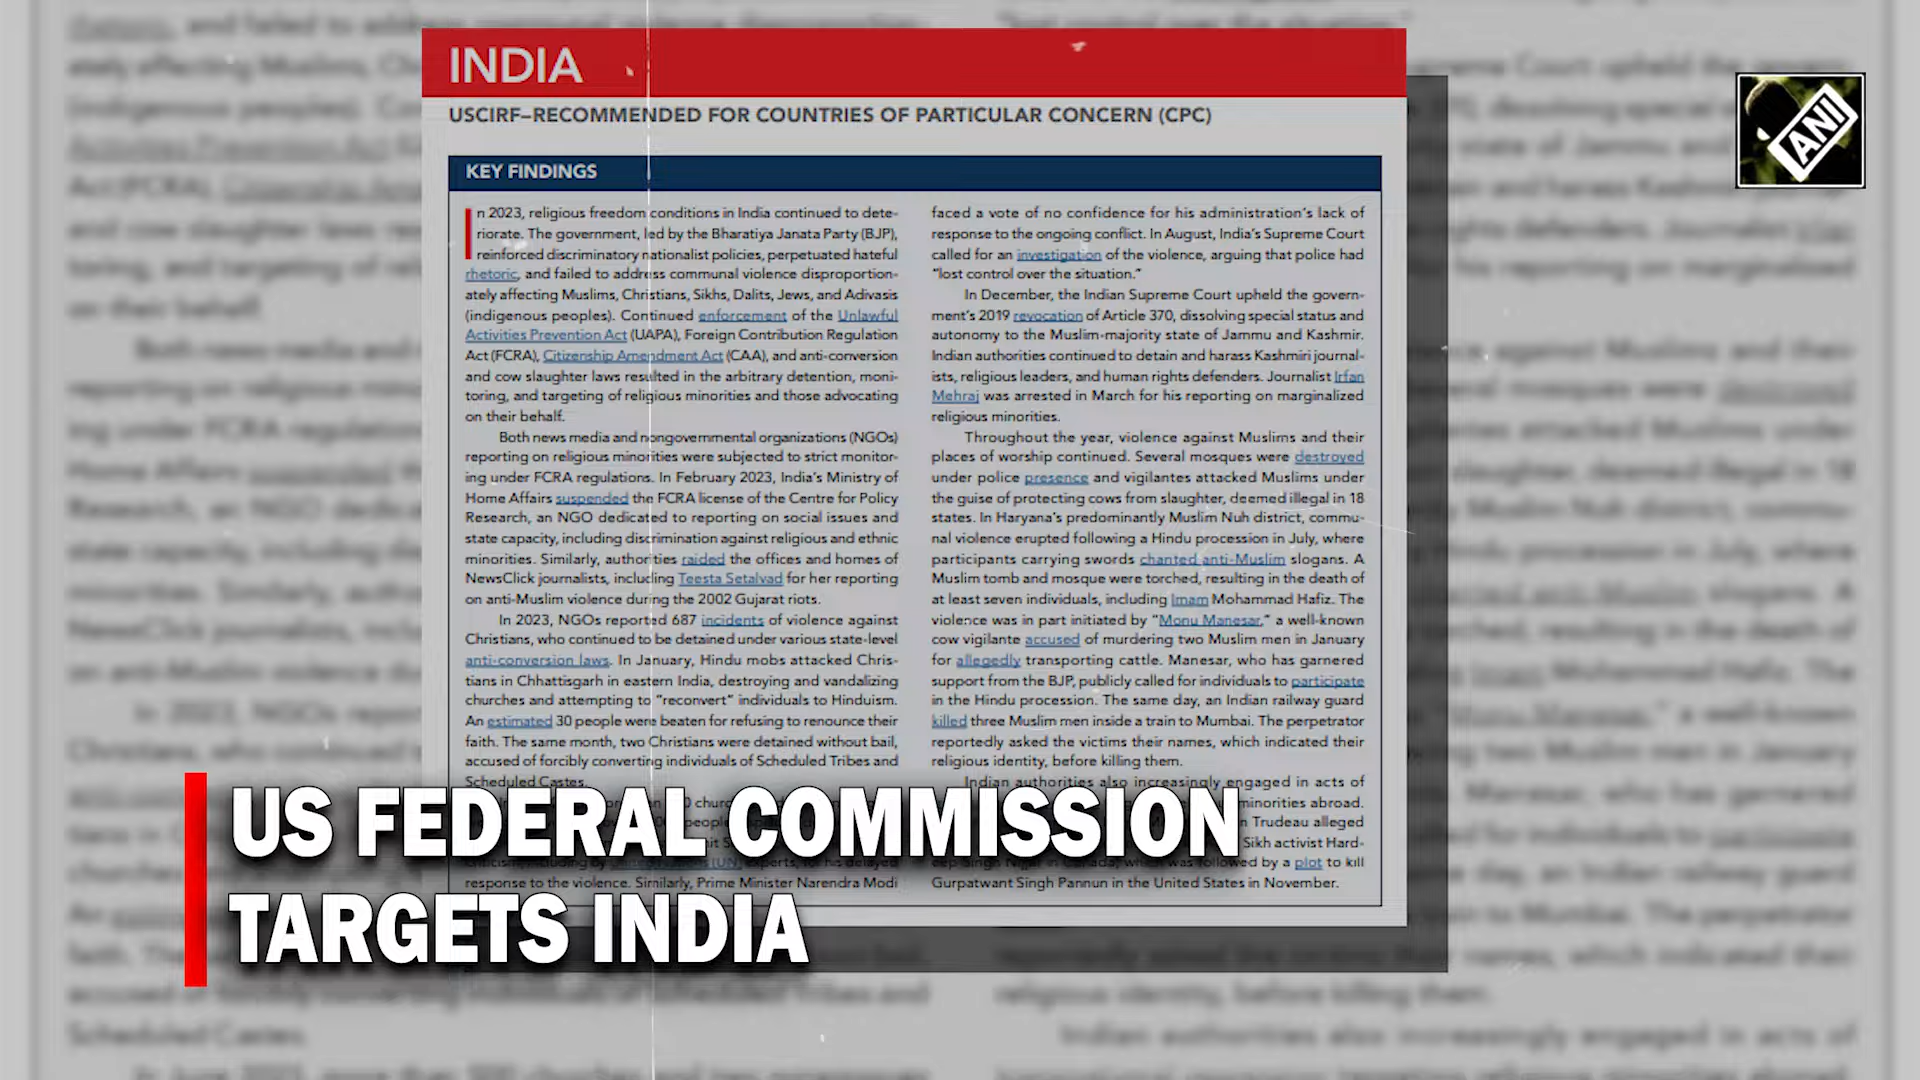 INDIA
USCIRF–RECOMMENDED FOR COUNTRIES OF PARTICULAR CONCERN (CPC)
KEY FINDINGS
In 2023, religious freedom conditions in India continued to dete-
riorate. The government, led by the Bharatiya Janata Party (BJP),
reinforced discriminatory nationalist policies, perpetuated hateful
rhetoric, and failed to address communal violence disproportion-
ately affecting Muslims, Christians, Sikhs, Dalits, Jews, and Adivasis
(indigenous peoples). Continued enforcement of the Unlawful
Activities Prevention Act (UAPA), Foreign Contribution Regulation
Act (FCRA), Citizenship Amendment Act (CAA), and anti-conversion
and cow slaughter laws resulted in the arbitrary detention, moni-
toring, and targeting of religious minorities and those advocating
on their behalf.
Both news media and nongovernmental organizations (NGOs)
reporting on religious minorities were subjected to strict monitor-
ing under FCRA regulations. In February 2023, India's Ministry of
Home Affairs suspended the FCRA license of the Centre for Policy
Research, an NGO dedicated to reporting on social issues and
state capacity, including discrimination against religious and ethnic
minorities. Similarly, authorities raided the offices and homes of
NewsClick journalists, including Teesta Setalvad for her reporting
on anti-Muslim violence during the 2002 Gujarat riots.
In 2023, NGOs reported 687 incidents of violence against
Christians, who continued to be detained under various state-level
anti-conversion laws. In January, Hindu mobs attacked Chris-
tians in Chhattisgarh in eastern India, destroying and vandalizing
churches and attempting to "reconvert" individuals to Hinduism.
An estimated 30 people were beaten for refusing to renounce their
faith. The same month, two Christians were detained without bail,
accused of forcibly converting individuals of Scheduled Tribes and
Scheduled Castes.
response to the violence. Similarly, Prime Minister Narendra Modi
faced a vote of no confidence for his administration's lack of
response to the ongoing conflict. In August, India's Supreme Court
called for an investigation of the violence, arguing that police had
"lost control over the situation."
In December, the Indian Supreme Court upheld the govern-
ment's 2019 revocation of Article 370, dissolving special status and
autonomy to the Muslim-majority state of Jammu and Kashmir.
Indian authorities continued to detain and harass Kashmiri journal-
ists, religious leaders, and human rights defenders. Journalist Irfan
Mehraj was arrested in March for his reporting on marginalized
religious minorities.
Throughout the year, violence against Muslims and their
places of worship continued. Several mosques were destroyed
under police presence and vigilantes attacked Muslims under
the guise of protecting cows from slaughter, deemed illegal in 18
states. In Haryana's predominantly Muslim Nuh district, commu-
nal violence erupted following a Hindu procession in July, where
participants carrying swords chanted anti-Muslim slogans. A
Muslim tomb and mosque were torched, resulting in the death of
at least seven individuals, including Imam Mohammad Hafiz. The
violence was in part initiated by "Monu Manesar," a well-known
cow vigilante accused of murdering two Muslim men in January
for allegedly transporting cattle. Manesar, who has garnered
support from the BJP, publicly called for individuals to participate
in the Hindu procession. The same day, an Indian railway guard
killed three Muslim men inside a train to Mumbai. The perpetrator
reportedly asked the victims their names, which indicated their
religious identity, before killing them.
Indian authorities also increasingly engaged in acts of
minorities abroad.
Trudeau alleged
Sikh activist Hard-
followed by a plot to kill
Gurpatwant Singh Pannun in the United States in November.
US FEDERAL COMMISSION
TARGETS INDIA
ANI